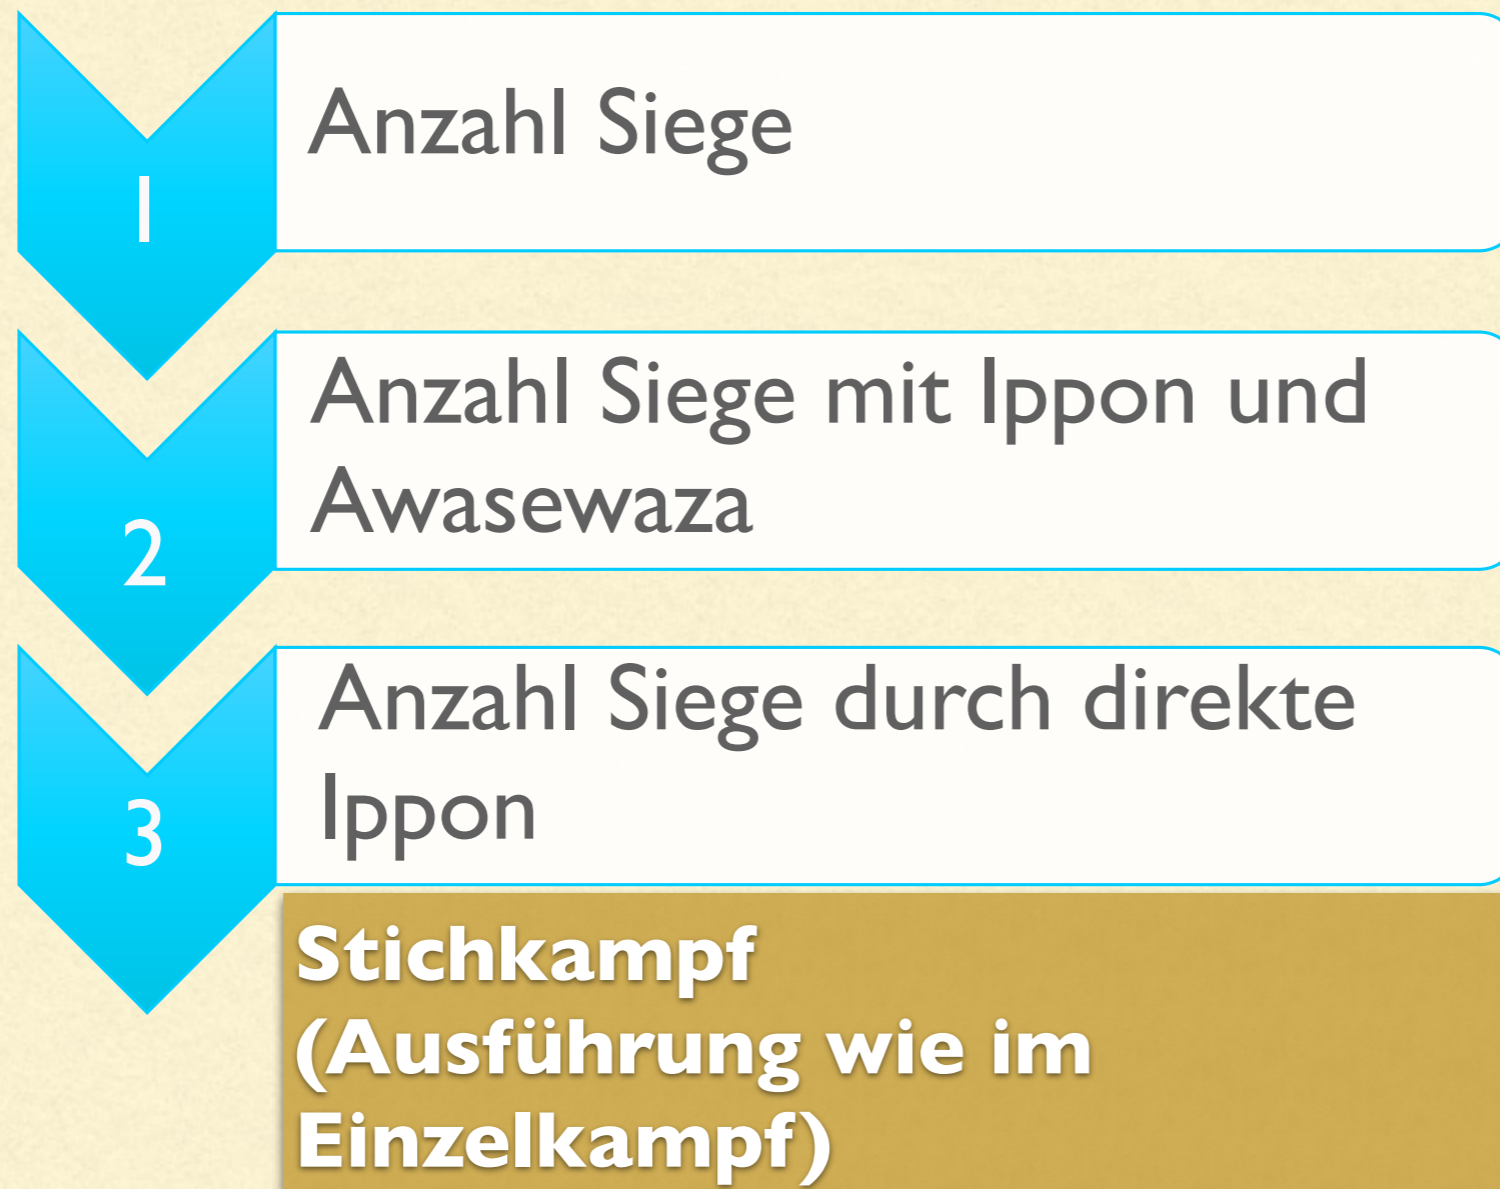 1
Anzahl Siege
2
Anzahl Siege mit Ippon und
Awasewaza
3
Anzahl Siege durch direkte
Ippon
Stichkampf
(Ausführung wie im
Einzelkampf)